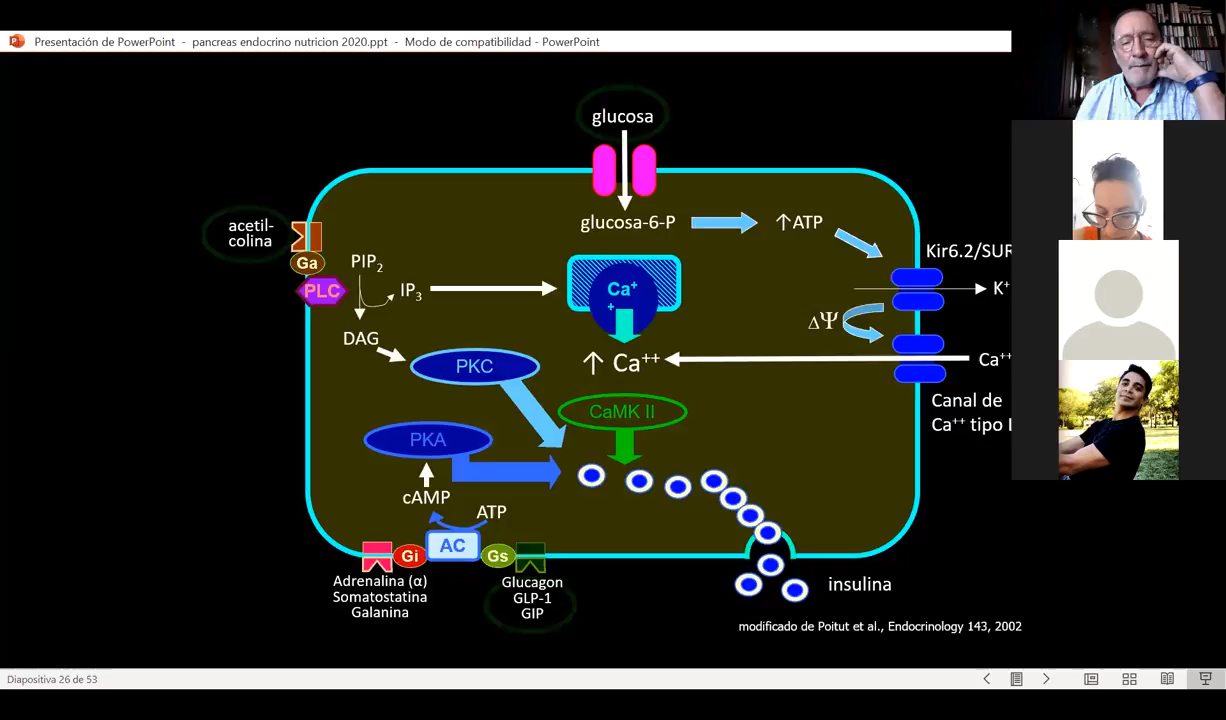 Presentación de PowerPoint - pancreas endocrino nutricion 2020.ppt - Modo de compatibilidad - PowerPoint
glucosa
glucosa-6-P
↑ATP
acetil-
colina
Ga
PLC
PIP₂
IP₃
DAG
Ca⁺
⁺
Kir6.2/SUR
K⁺
ΔΨ
↑ Ca⁺⁺
Ca⁺⁺
PKC
CaMK II
Canal de
Ca⁺⁺ tipo
PKA
cAMP
ATP
AC
Gi
Gs
Adrenalina (α)
Somatostatina
Galanina
Glucagon
GLP-1
GIP
insulina
modificado de Poitut et al., Endocrinology 143, 2002
Diapositiva 26 de 53